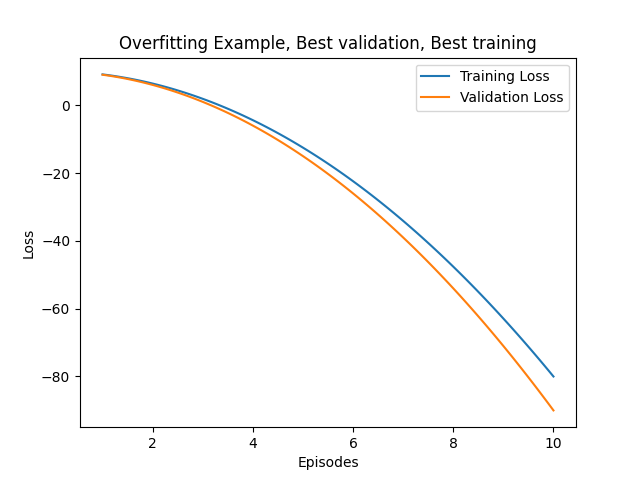 Overfitting Example, Best validation, Best training
Training Loss
Validation Loss
Loss
0
−20
−40
−60
−80
2
4
6
8
10
Episodes